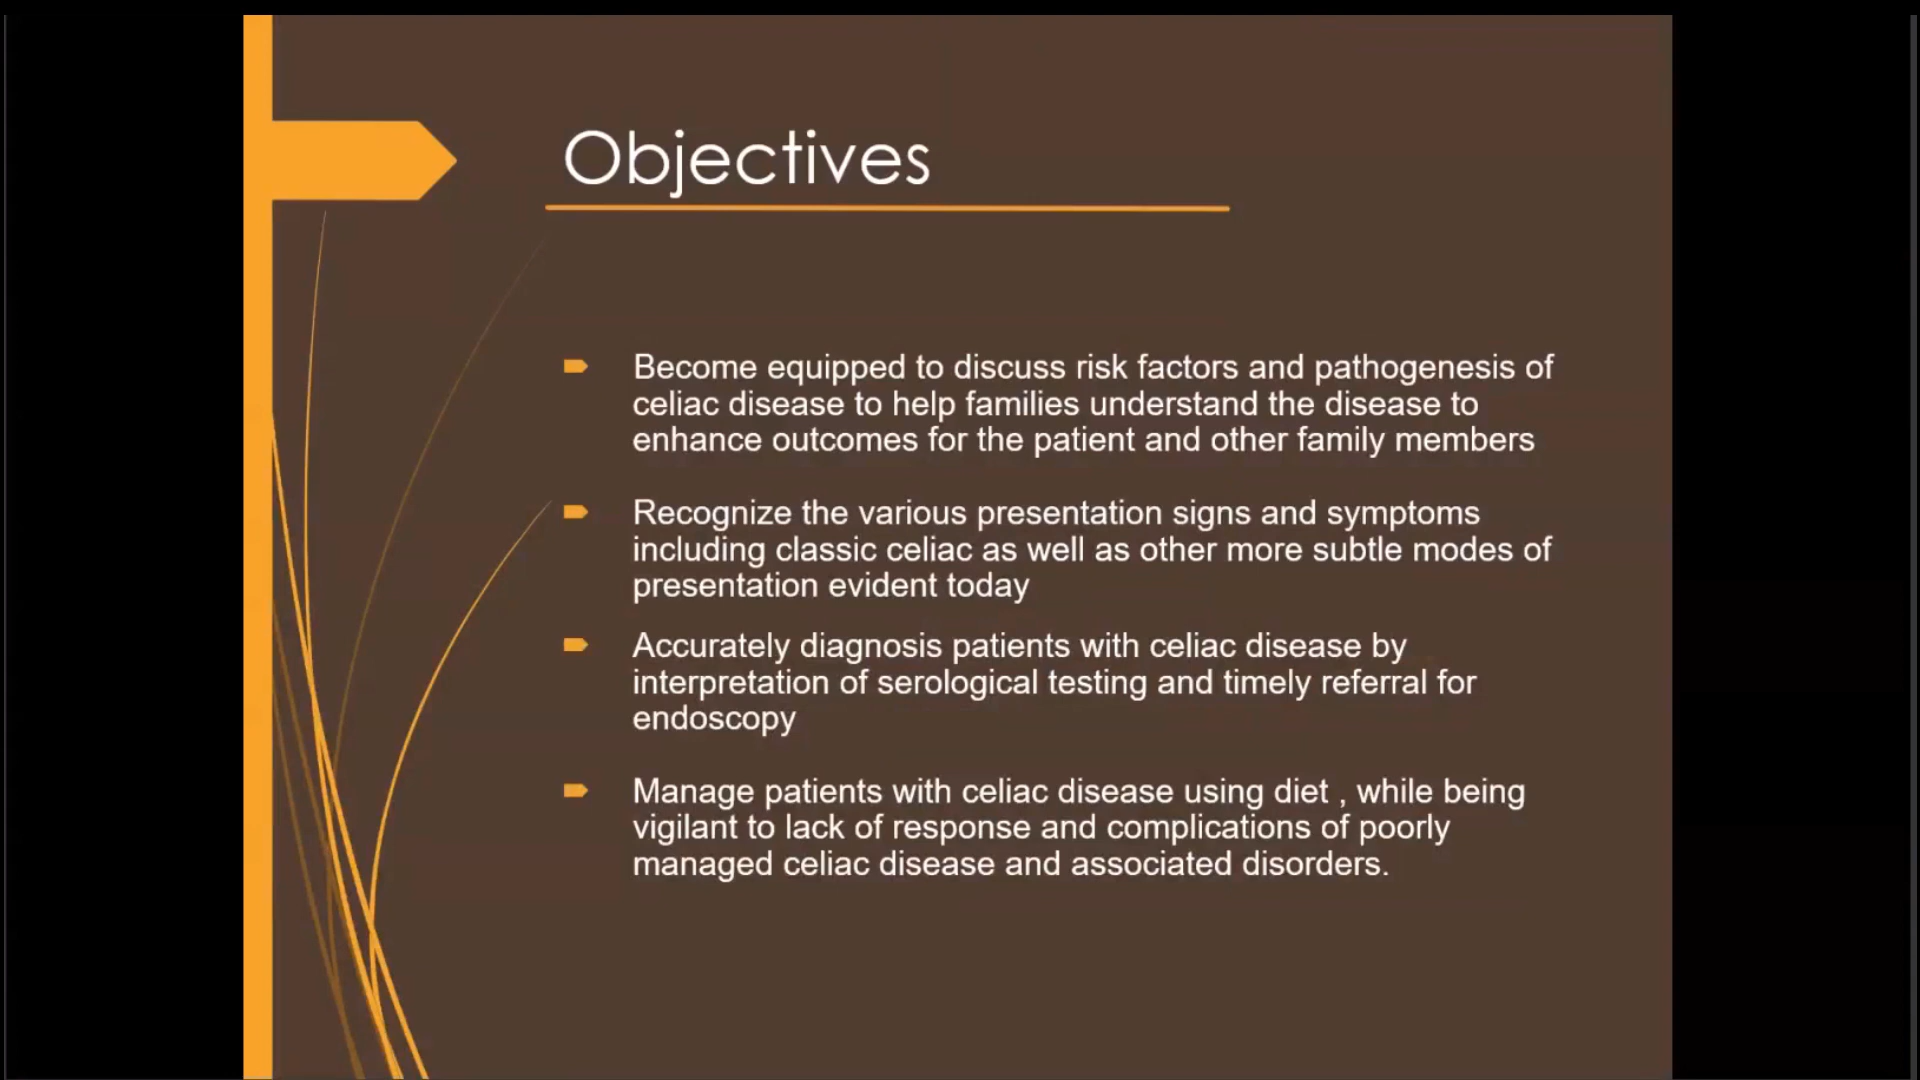 Objectives
Become equipped to discuss risk factors and pathogenesis of
celiac disease to help families understand the disease to
enhance outcomes for the patient and other family members
Recognize the various presentation signs and symptoms
including classic celiac as well as other more subtle modes of
presentation evident today
Accurately diagnosis patients with celiac disease by
interpretation of serological testing and timely referral for
endoscopy
Manage patients with celiac disease using diet , while being
vigilant to lack of response and complications of poorly
managed celiac disease and associated disorders.